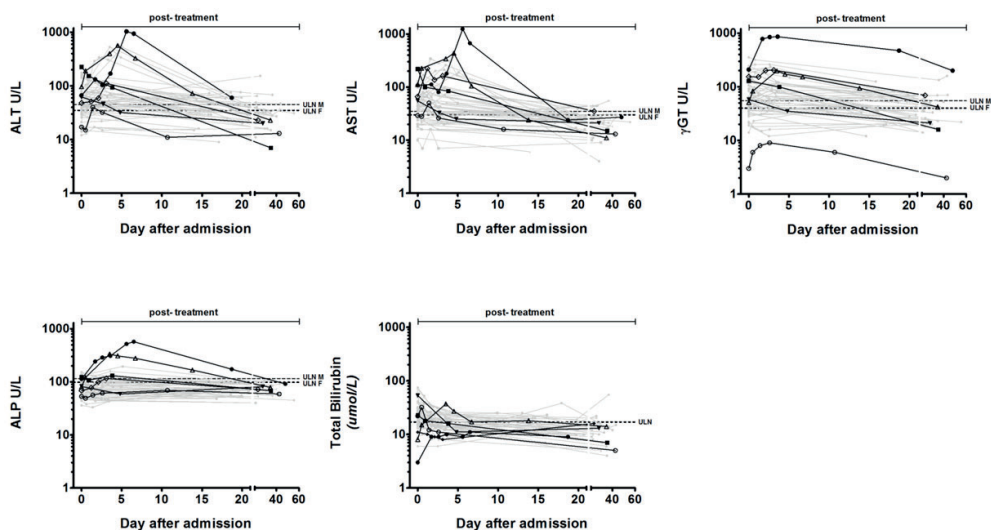 post- treatment
1000
100
10
1
ALT U/L
ULN M
ULN F
0 5 10 15 20 40 60
Day after admission
post- treatment
1000
100
10
1
AST U/L
ULN M
ULN F
0 5 10 15 20 40 60
Day after admission
post- treatment
1000
100
10
1
γGT U/L
ULN M
ULN F
0 5 10 15 20 40 60
Day after admission
post- treatment
1000
100
10
1
ALP U/L
ULN M
ULN F
0 5 10 15 20 40 60
Day after admission
post- treatment
1000
100
10
1
Total Bilirubin
(umol/L)
ULN
0 5 10 15 20 40 60
Day after admission